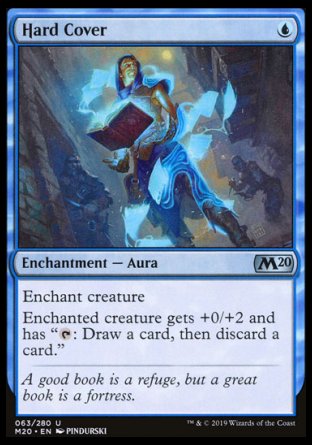 Hard Cover
Enchantment — Aura
M20
Enchant creature
Enchanted creature gets +0/+2 and
has “: Draw a card, then discard a
card.”
A good book is a refuge, but a great
book is a fortress.
063/280 U
M20 • EN PINDURSKI
™ & © 2019 Wizards of the Coast